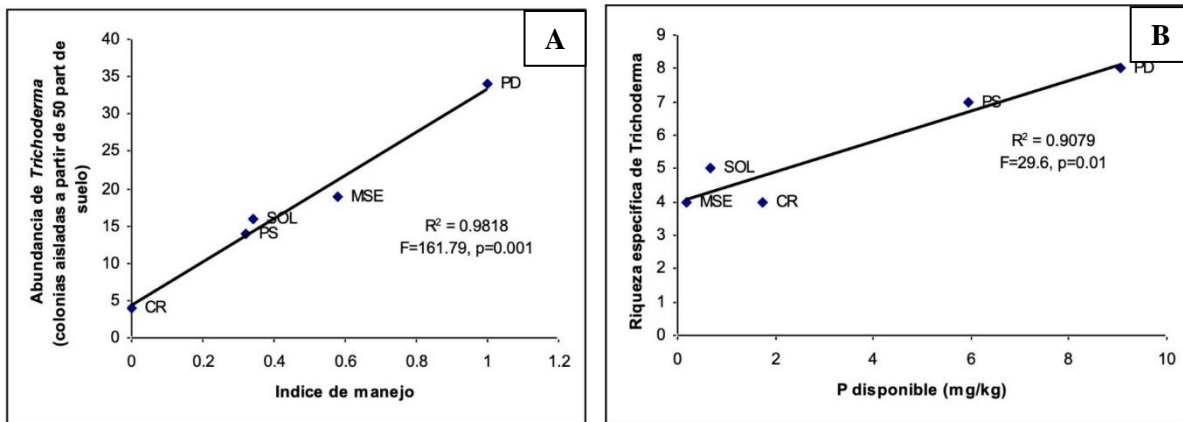 A
Abundancia de Trichoderma
(colonias aisladas a partir de 50 part de
suelo)
40
35
30
25
20
15
10
5
0
PD
MSE
SOL
PS
CR
R² = 0.9818
F=161.79, p=0.001
0 0.2 0.4 0.6 0.8 1 1.2
Indice de manejo
B
Riqueza especifica de Trichoderma
9
8
7
6
5
4
3
2
1
0
PD
PS
SOL
MSE
CR
R² = 0.9079
F=29.6, p=0.01
0 2 4 6 8 10
P disponible (mg/kg)